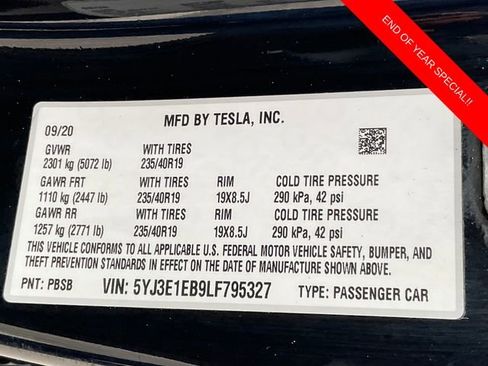 END OF YEAR SPECIAL!!
MFD BY TESLA, INC.
09/20
GVWR WITH TIRES
2301 kg (5072 lb) 235/40R19
GAWR FRT WITH TIRES RIM COLD TIRE PRESSURE
1110 kg (2447 lb) 235/40R19 19X8.5J 290 kPa, 42 psi
GAWR RR WITH TIRES RIM COLD TIRE PRESSURE
1257 kg (2771 lb) 235/40R19 19X8.5J 290 kPa, 42 psi
THIS VEHICLE CONFORMS TO ALL APPLICABLE U.S. FEDERAL MOTOR VEHICLE SAFETY, BUMPER, AND
THEFT PREVENTION STANDARDS IN EFFECT ON THE DATE OF MANUFACTURE SHOWN ABOVE.
PNT: PBSB VIN: 5YJ3E1EB9LF795327 TYPE: PASSENGER CAR